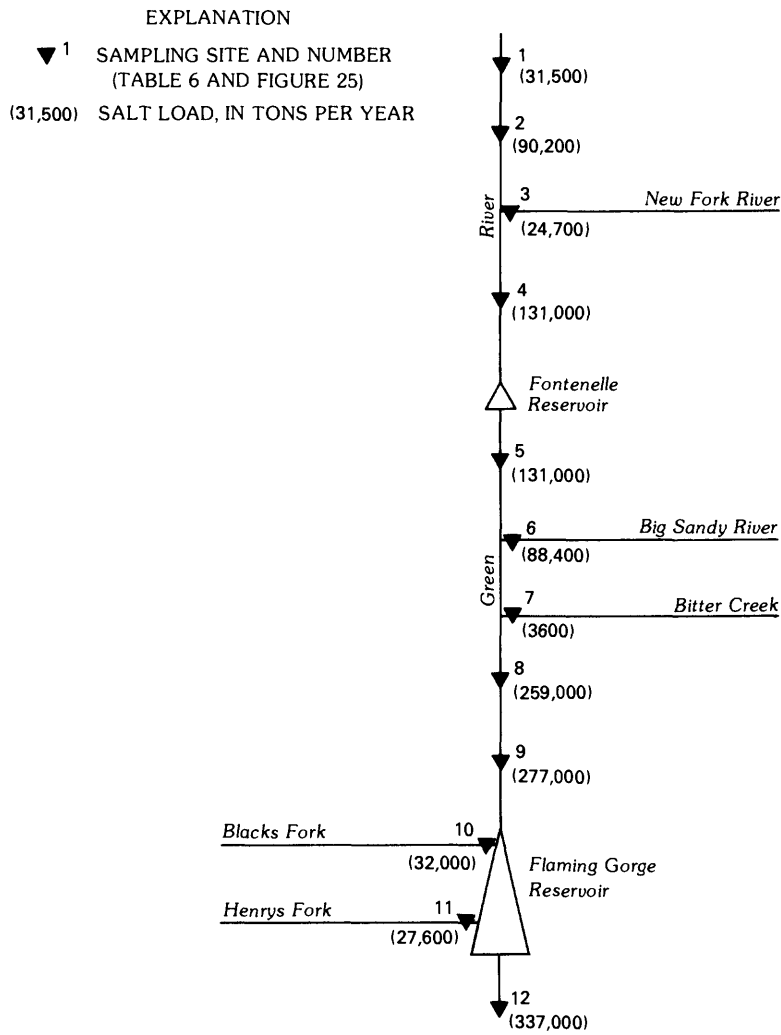 EXPLANATION
1 SAMPLING SITE AND NUMBER
(TABLE 6 AND FIGURE 25)
(31,500) SALT LOAD, IN TONS PER YEAR
1
(31,500)
2
(90,200)
3
(24,700)
New Fork River
River
4
(131,000)
Fontenelle
Reservoir
5
(131,000)
6
(88,400)
Big Sandy River
Green
7
(3600)
Bitter Creek
8
(259,000)
9
(277,000)
Blacks Fork
10
(32,000)
Flaming Gorge
Reservoir
Henrys Fork
11
(27,600)
12
(337,000)